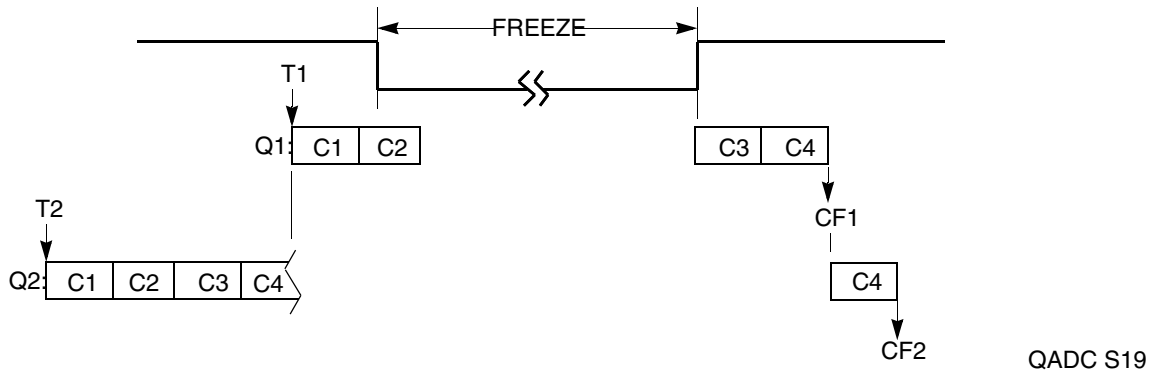 FREEZE
T1
Q1: C1 C2 C3 C4
T2
CF1
Q2: C1 C2 C3 C4 C4
CF2
QADC S19